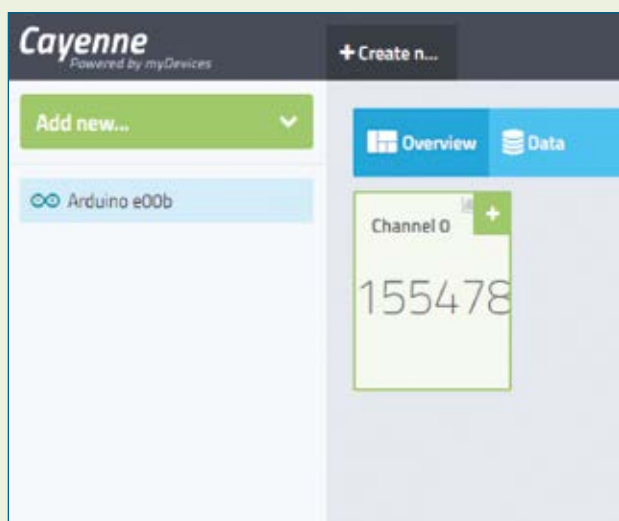 Cayenne
Powered by myDevices
+ Create n...
Add new...
Overview
Data
Arduino e00b
Channel 0
155478